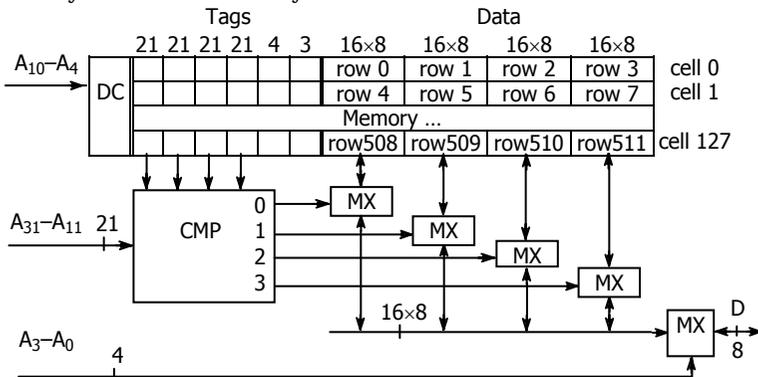 Tags Data
21 21 21 21 4 3 16×8 16×8 16×8 16×8
A10–A4 DC row 0 row 1 row 2 row 3 cell 0
row 4 row 5 row 6 row 7 cell 1
Memory ...
row508 row509 row510 row511 cell 127
A31–A11 21 CMP 0 MX
1 MX
2 MX
3 MX
16×8 MX D
8
A3–A0 4